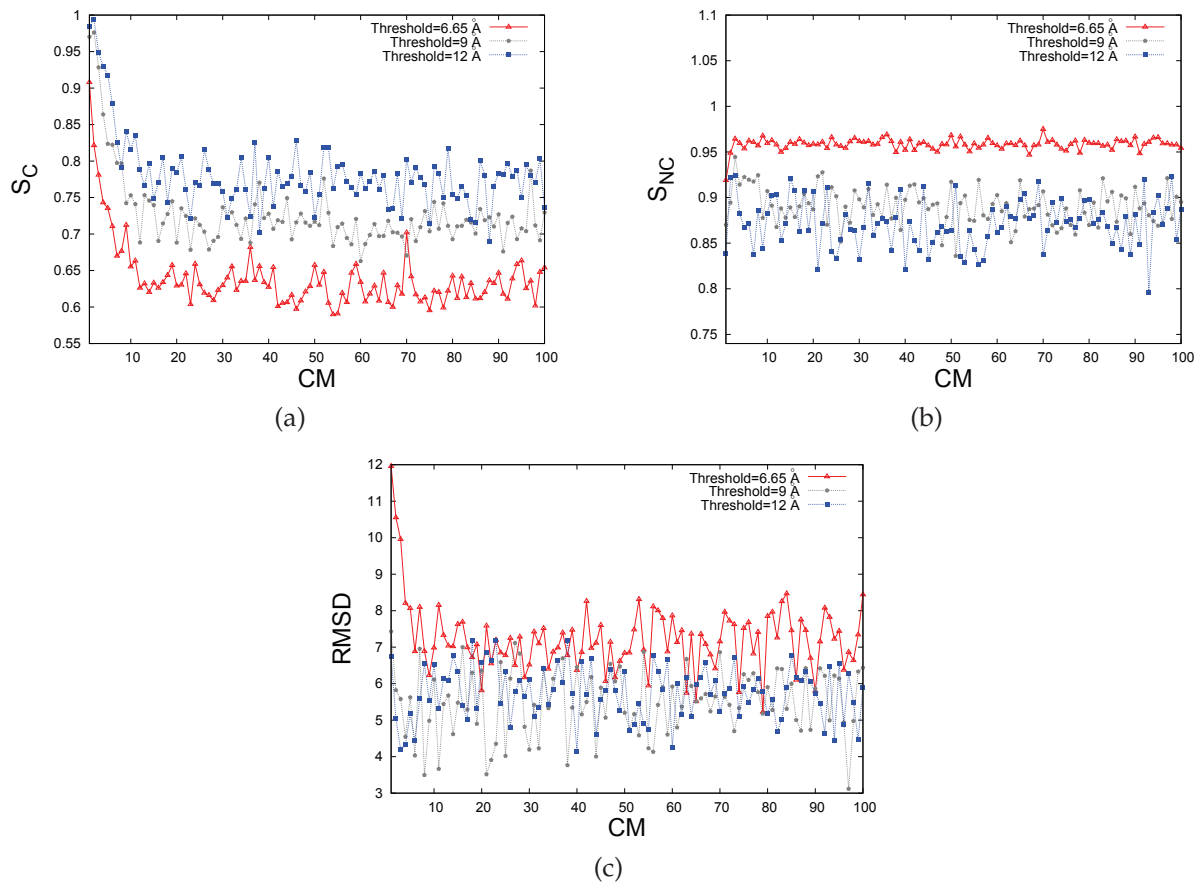 Threshold=6.65 Å
Threshold=9 Å
Threshold=12 Å
1
0.95
0.9
0.85
0.8
0.75
0.7
0.65
0.6
0.55
S_C
10 20 30 40 50 60 70 80 90 100
CM
(a)
Threshold=6.65 Å
Threshold=9 Å
Threshold=12 Å
1.1
1.05
1
0.95
0.9
0.85
0.8
0.75
S_NC
10 20 30 40 50 60 70 80 90 100
CM
(b)
Threshold=6.65 Å
Threshold=9 Å
Threshold=12 Å
12
11
10
9
8
7
6
5
4
3
RMSD
10 20 30 40 50 60 70 80 90 100
CM
(c)